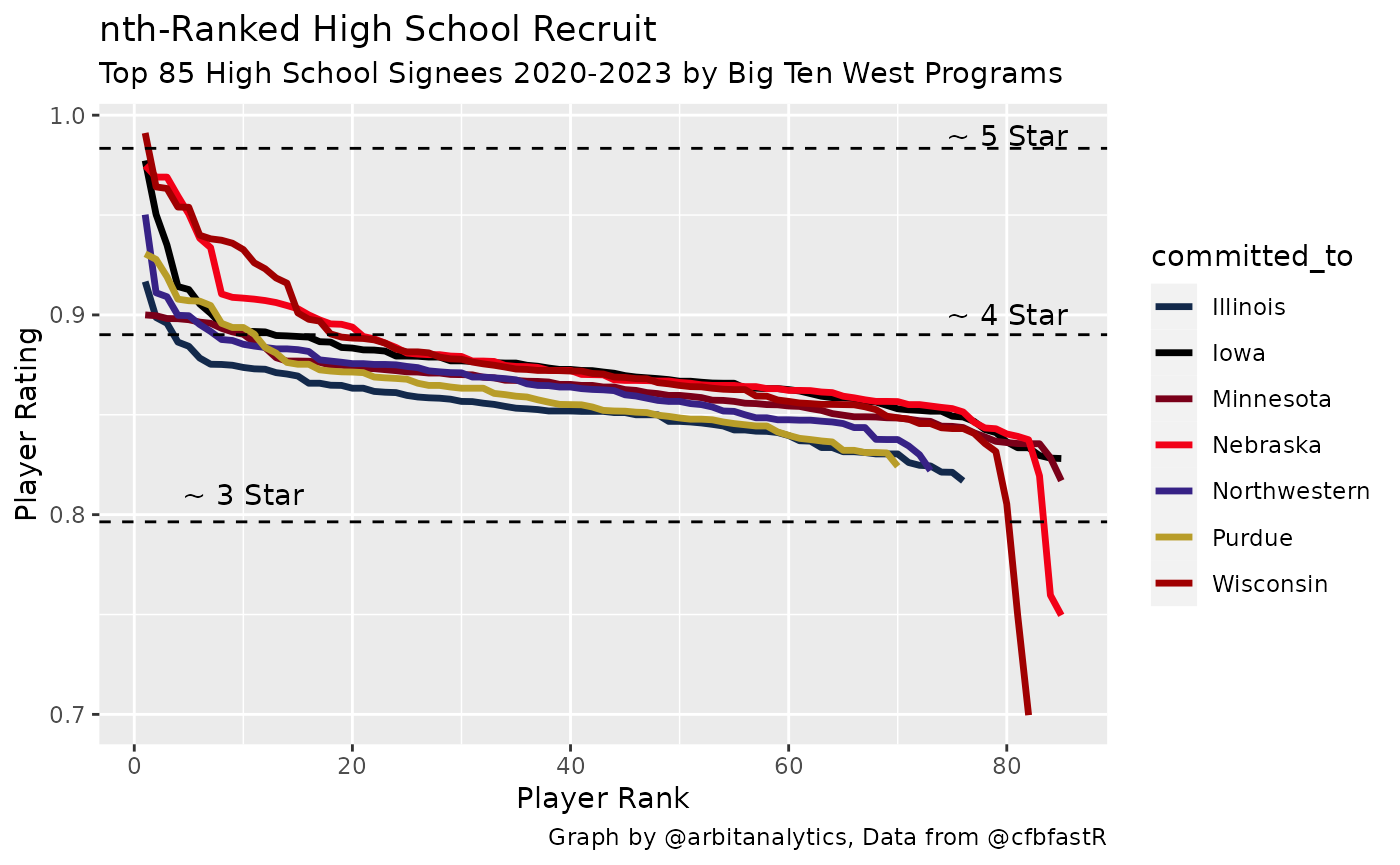 nth-Ranked High School Recruit
Top 85 High School Signees 2020-2023 by Big Ten West Programs
1.0
0.9
0.8
0.7
Player Rating
~ 5 Star
~ 4 Star
~ 3 Star
0
20
40
60
80
Player Rank
committed_to
Illinois
Iowa
Minnesota
Nebraska
Northwestern
Purdue
Wisconsin
Graph by @arbitanalytics, Data from @cfbfastR